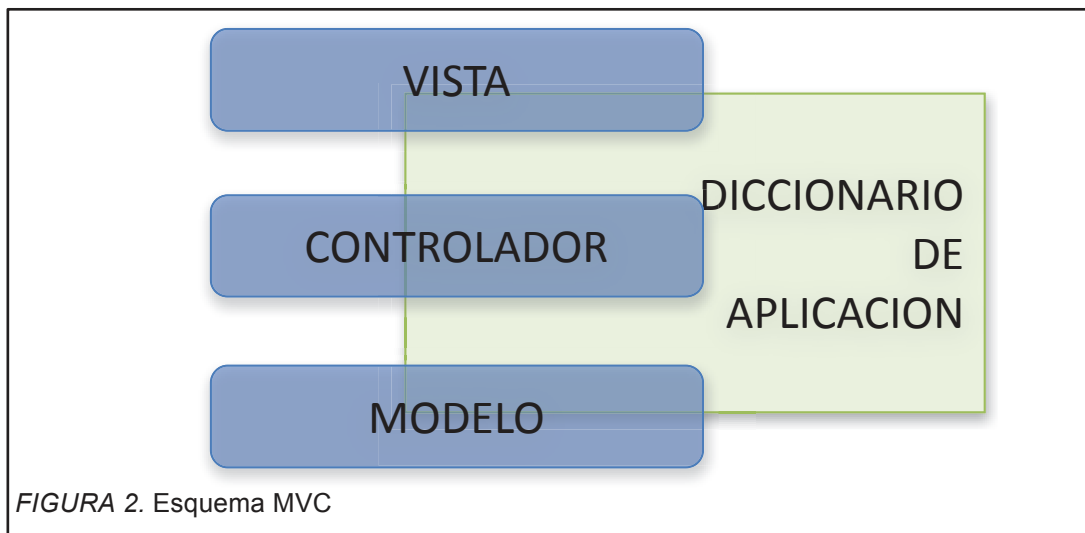 VISTA
DICCIONARIO
DE
APLICACION
CONTROLADOR
MODELO
FIGURA 2. Esquema MVC